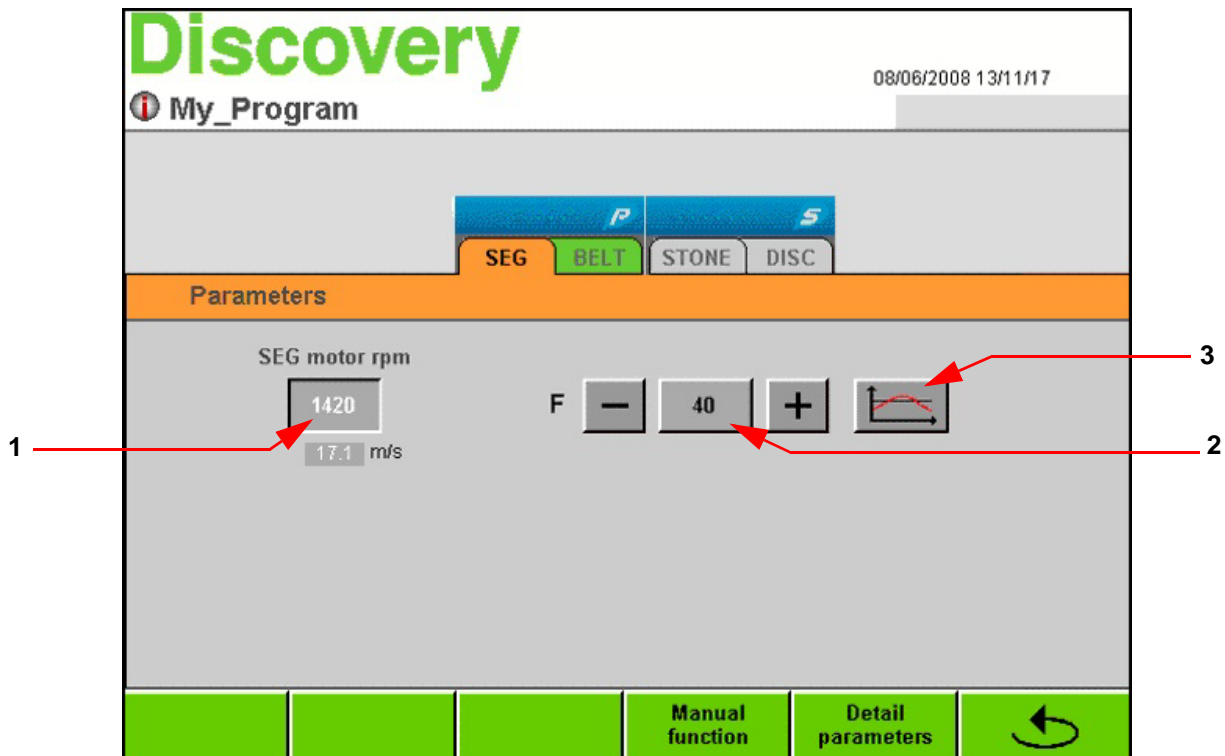 Discovery
08/06/2008 13/11/17
My_Program
P S
SEG BELT STONE DISC
Parameters
SEG motor rpm
3
1420 F − 40 +
1
17.1 m/s
2
Manual function
Detail parameters